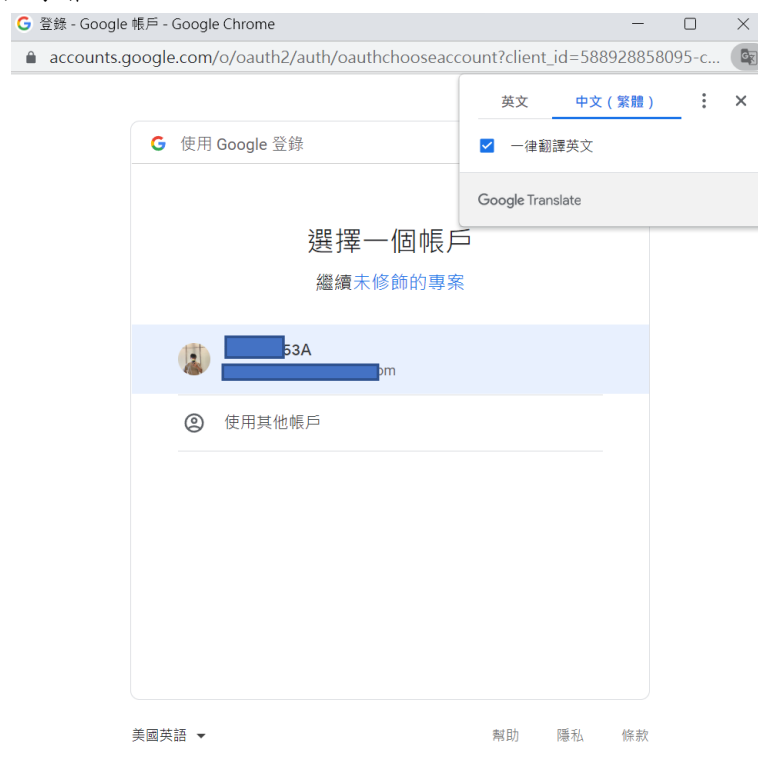 登錄 - Google 帳戶 - Google Chrome
accounts.google.com/o/oauth2/auth/oauthchooseaccount?client_id=588928858095-c...
英文 中文 ( 繁體 )
一律翻譯英文
Google Translate
使用 Google 登錄
選擇一個帳戶
繼續未修飾的專案
53A
om
使用其他帳戶
美國英語
幫助 隱私 條款